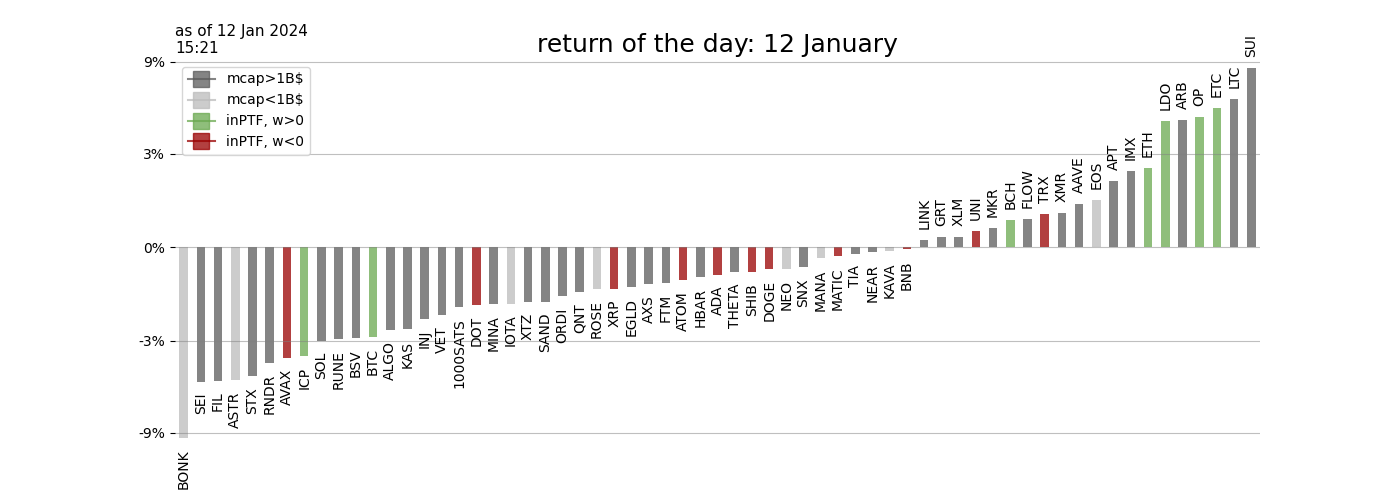 as of 12 Jan 2024
15:21
return of the day: 12 January
9%
3%
0%
-3%
-9%
mcap>1B$
mcap<1B$
inPTF, w>0
inPTF, w<0
BONK
SEI
FIL
ASTR
STX
RNDR
AVAX
ICP
SOL
RUNE
BSV
BTC
ALGO
KAS
INJ
VET
1000SATS
DOT
MINA
IOTA
XTZ
SAND
ORDI
QNT
ROSE
XRP
EGLD
AXS
FTM
ATOM
HBAR
ADA
THETA
SHIB
DOGE
NEO
SNX
MANA
MATIC
TIA
NEAR
KAVA
BNB
LINK
GRT
XLM
UNI
MKR
BCH
FLOW
TRX
XMR
AAVE
EOS
APT
IMX
ETH
LDO
ARB
OP
ETC
LTC
SUI